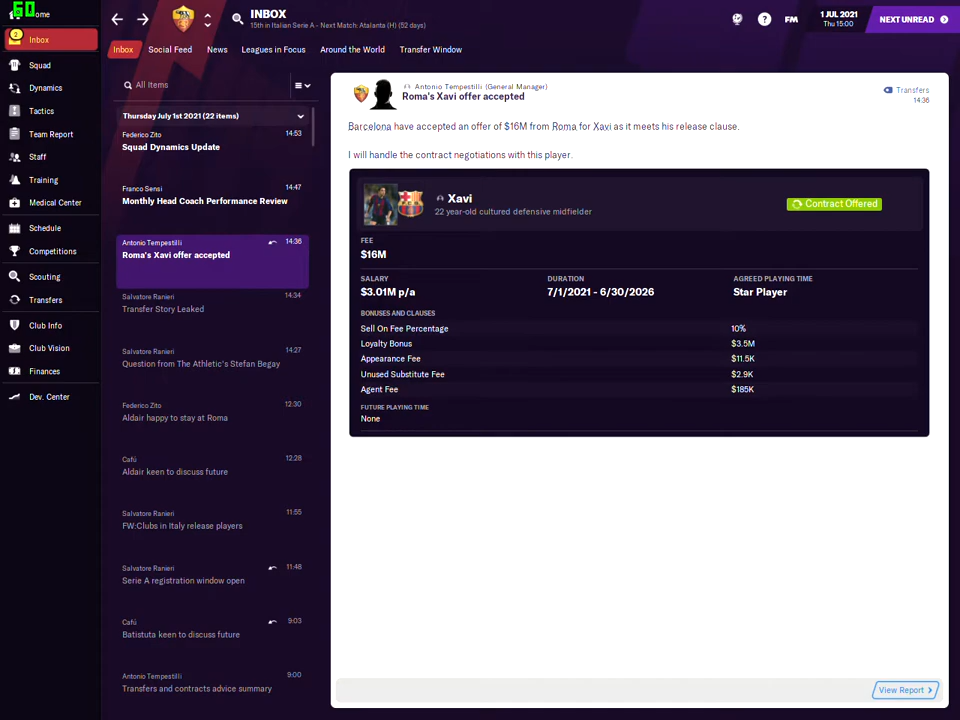 60
ome
2
Inbox
Squad
Dynamics
Tactics
Team Report
Staff
Training
Medical Center
Schedule
Competitions
Scouting
Transfers
Club Info
Club Vision
Finances
Dev. Center
INBOX
15th in Italian Serie A - Next Match: Atalanta (H) (52 days)
? FM
1 JUL 2021
Thu 15:00
NEXT UNREAD
Inbox Social Feed News Leagues in Focus Around the World Transfer Window
All Items
Thursday July 1st 2021 (22 items)
Federico Zito 14:53
Squad Dynamics Update
Franco Sensi 14:47
Monthly Head Coach Performance Review
Antonio Tempestilli 14:36
Roma's Xavi offer accepted
Salvatore Ranieri 14:34
Transfer Story Leaked
Salvatore Ranieri 14:27
Question from The Athletic's Stefan Begay
Federico Zito 12:30
Aldair happy to stay at Roma
Cafú 12:28
Aldair keen to discuss future
Salvatore Ranieri 11:55
FW:Clubs in Italy release players
Salvatore Ranieri 11:48
Serie A registration window open
Cafú 9:03
Batistuta keen to discuss future
Antonio Tempestilli 9:00
Transfers and contracts advice summary
Antonio Tempestilli (General Manager)
Roma's Xavi offer accepted
Transfers
14:36
Barcelona have accepted an offer of $16M from Roma for Xavi as it meets his release clause.
I will handle the contract negotiations with this player.
Xavi
22 year-old cultured defensive midfielder
Contract Offered
FEE
$16M
SALARY DURATION AGREED PLAYING TIME
$3.01M p/a 7/1/2021 - 6/30/2026 Star Player
BONUSES AND CLAUSES
Sell On Fee Percentage 10%
Loyalty Bonus $3.5M
Appearance Fee $11.5K
Unused Substitute Fee $2.9K
Agent Fee $185K
FUTURE PLAYING TIME
None
View Report